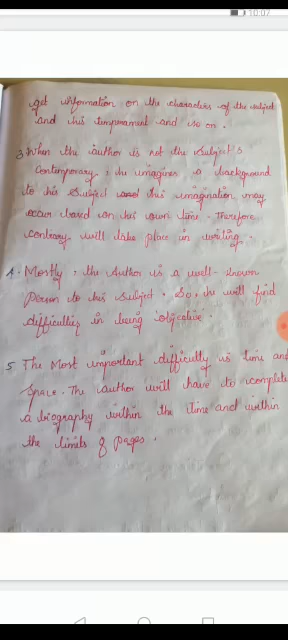 10:07
get information on the characters of the subject
and his temperament and so on.
3. When the author is not the subject's
Contemporary; he imagines a background
to his subject and this imagination may
occur based on his own time. Therefore
contrary will take place in writing.
4. Mostly, the Author is a well-known
Person to his subject. So, he will find
difficulties in being objective.
5 The Most important difficulty is time and
Space. The author will have to complete
a biography within the time and within
the limits of pages.